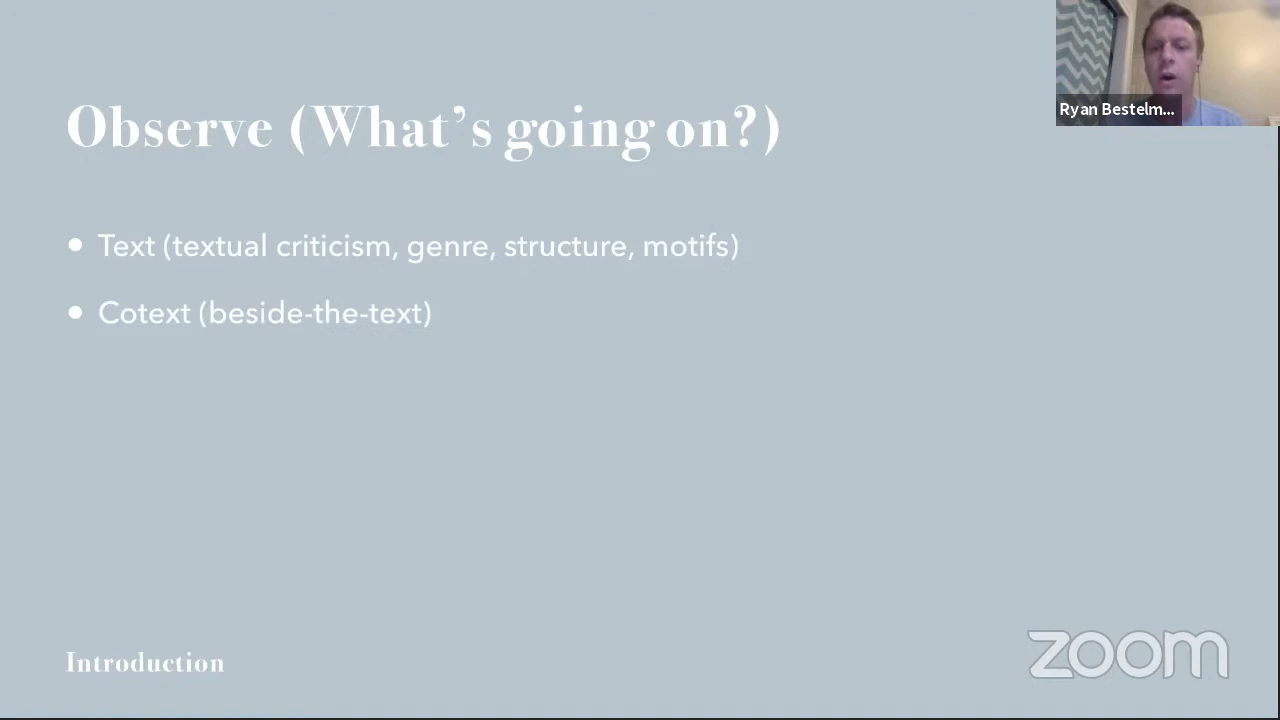 Observe (What’s going on?)
Ryan Bestelm...
• Text (textual criticism, genre, structure, motifs)
• Cotext (beside-the-text)
Introduction
zoom